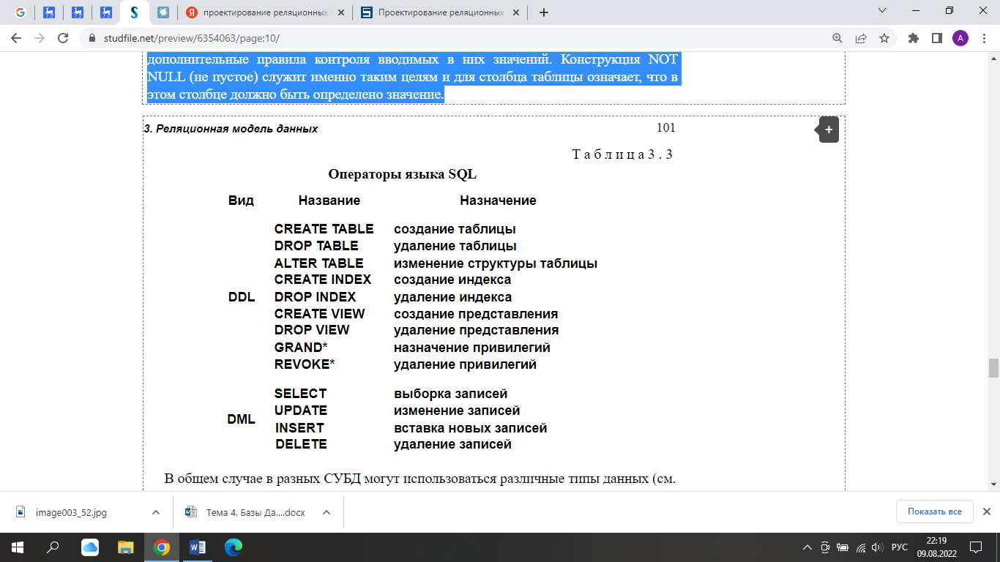 проектирование реляционных
Проектирование реляционных
studfile.net/preview/6354063/page:10/
A
дополнительные правила контроля вводимых в них значений. Конструкция NOT
NULL (не пустое) служит именно таким целям и для столбца таблицы означает, что в
этом столбце должно быть определено значение.
3. Реляционная модель данных 101
Т а б л и ц а 3 . 3
Операторы языка SQL
Вид Название Назначение
CREATE TABLE создание таблицы
DROP TABLE удаление таблицы
ALTER TABLE изменение структуры таблицы
CREATE INDEX создание индекса
DDL DROP INDEX удаление индекса
CREATE VIEW создание представления
DROP VIEW удаление представления
GRAND* назначение привилегий
REVOKE* удаление привилегий
SELECT выборка записей
UPDATE изменение записей
DML
INSERT вставка новых записей
DELETE удаление записей
В общем случае в разных СУБД могут использоваться различные типы данных (см.
image003_52.jpg
Тема 4. Базы Да....docx
Показать все
РУС
22:19
09.08.2022